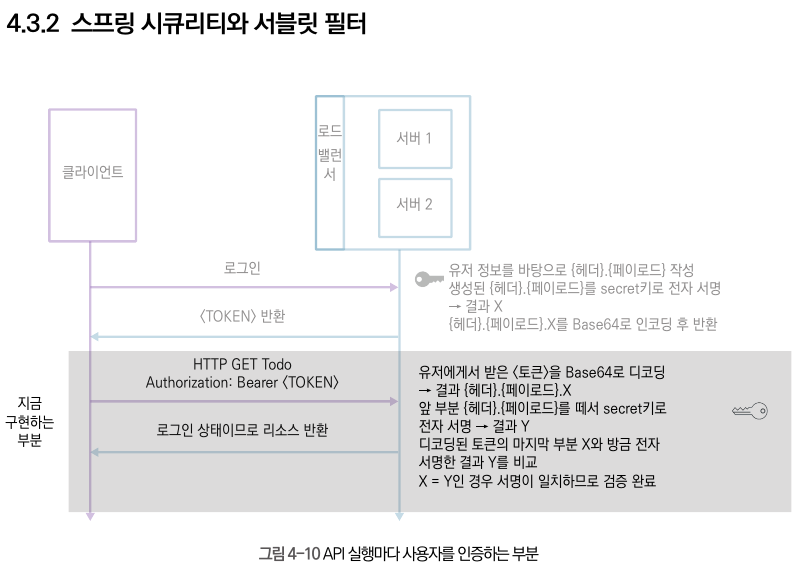 4.3.2 스프링 시큐리티와 서블릿 필터
클라이언트
로드
밸런
서
서버 1
서버 2
로그인
유저 정보를 바탕으로 {헤더}.{페이로드} 작성
생성된 {헤더}.{페이로드}를 secret키로 전자 서명
→ 결과 X
{헤더}.{페이로드}.X를 Base64로 인코딩 후 반환
〈TOKEN〉 반환
지금
구현하는
부분
HTTP GET Todo
Authorization: Bearer 〈TOKEN〉
로그인 상태이므로 리소스 반환
유저에게서 받은 〈토큰〉을 Base64로 디코딩
→ 결과 {헤더}.{페이로드}.X
앞 부분 {헤더}.{페이로드}를 떼서 secret키로
전자 서명 → 결과 Y
디코딩된 토큰의 마지막 부분 X와 방금 전자
서명한 결과 Y를 비교
X = Y인 경우 서명이 일치하므로 검증 완료
그림 4-10 API 실행마다 사용자를 인증하는 부분